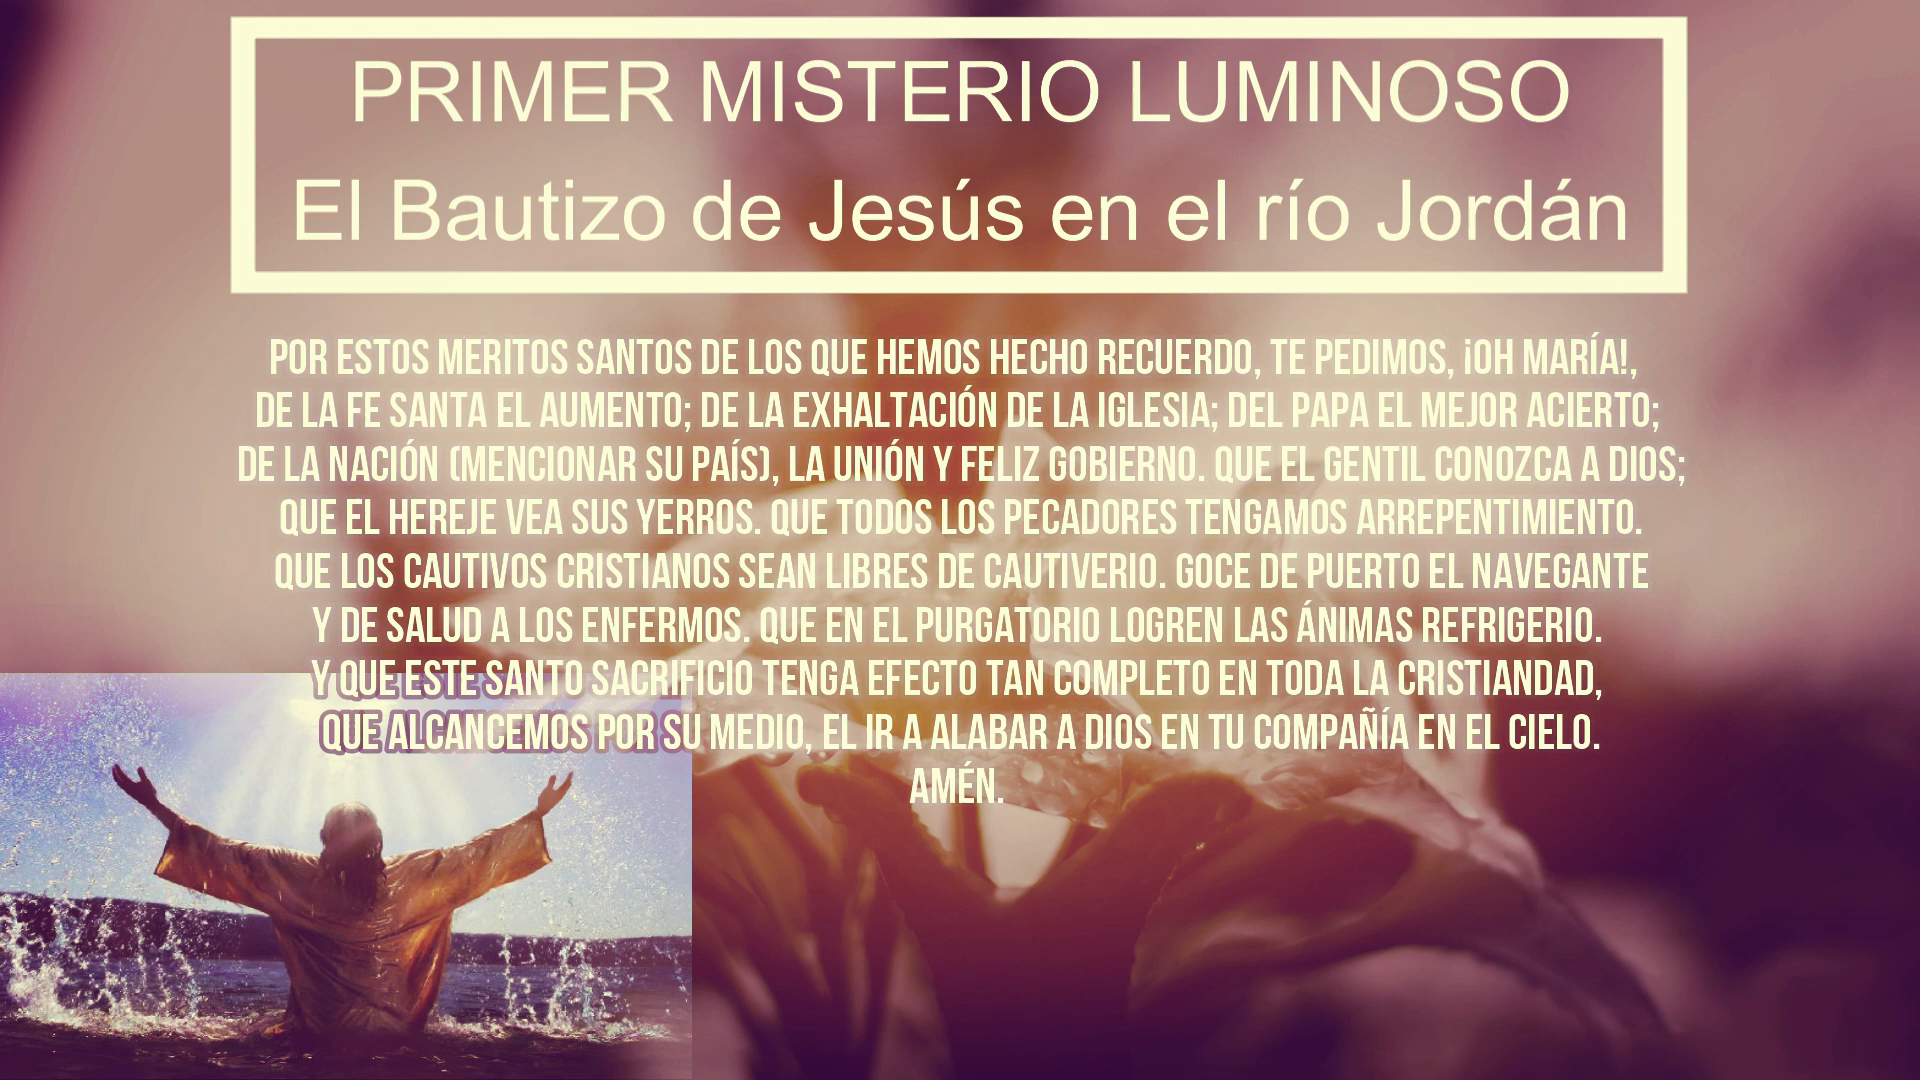 PRIMER MISTERIO LUMINOSO
El Bautizo de Jesús en el río Jordán
POR ESTOS MERITOS SANTOS DE LOS QUE HEMOS HECHO RECUERDO, TE PEDIMOS, ¡OH MARÍA!,
DE LA FE SANTA EL AUMENTO; DE LA EXHALTACIÓN DE LA IGLESIA; DEL PAPA EL MEJOR ACIERTO;
DE LA NACIÓN (MENCIONAR SU PAÍS), LA UNIÓN Y FELIZ GOBIERNO. QUE EL GENTIL CONOZCA A DIOS;
QUE EL HEREJE VEA SUS YERROS. QUE TODOS LOS PECADORES TENGAMOS ARREPENTIMIENTO.
QUE LOS CAUTIVOS CRISTIANOS SEAN LIBRES DE CAUTIVERIO. GOCE DE PUERTO EL NAVEGANTE
Y DE SALUD A LOS ENFERMOS. QUE EN EL PURGATORIO LOGREN LAS ÁNIMAS REFRIGERIO.
Y QUE ESTE SANTO SACRIFICIO TENGA EFECTO TAN COMPLETO EN TODA LA CRISTIANDAD,
QUE ALCANCEMOS POR SU MEDIO, EL IR A ALABAR A DIOS EN TU COMPAÑÍA EN EL CIELO.
AMÉN.